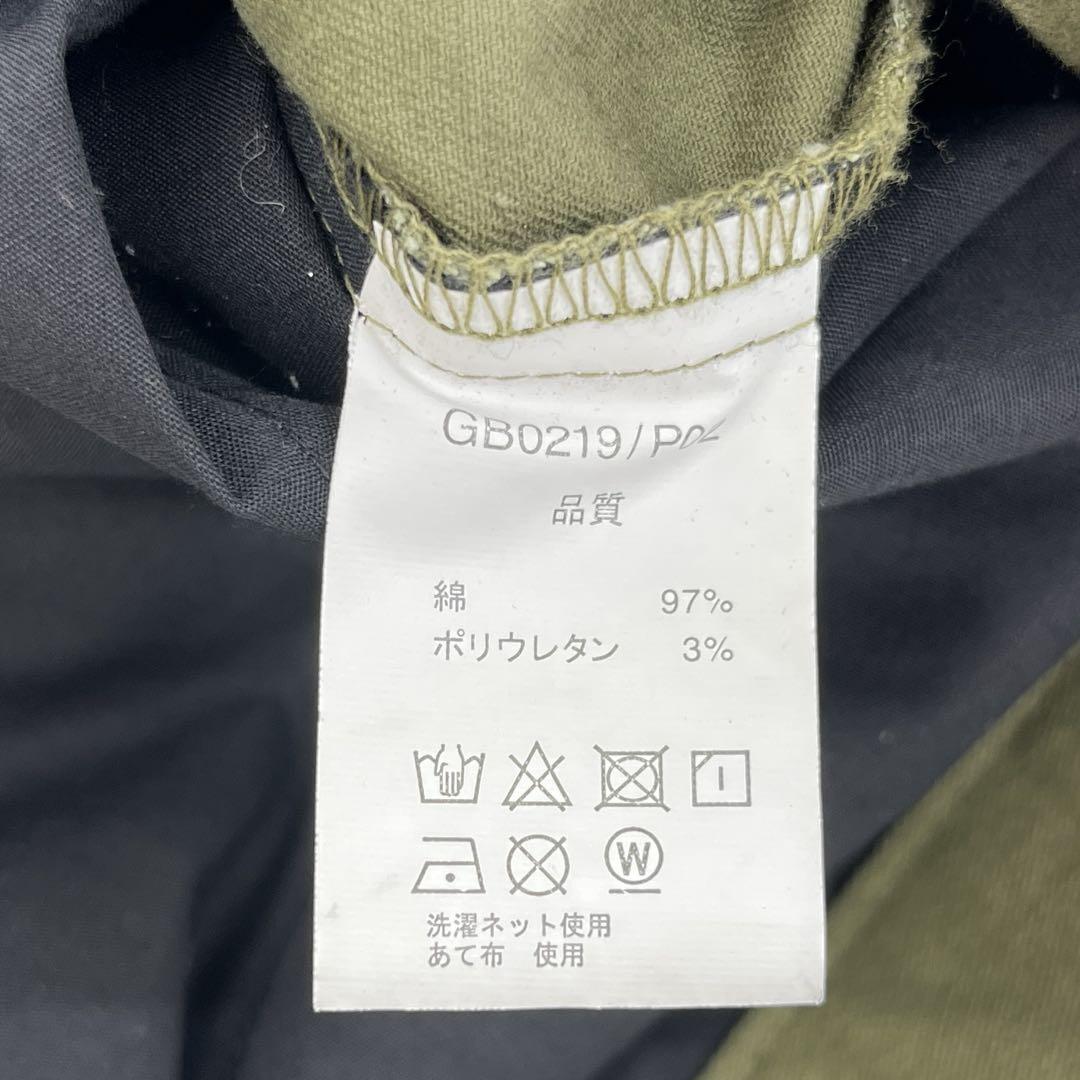 GB0219/P02
品質
綿 97%
ポリウレタン 3%
W
洗濯ネット使用
あて布 使用